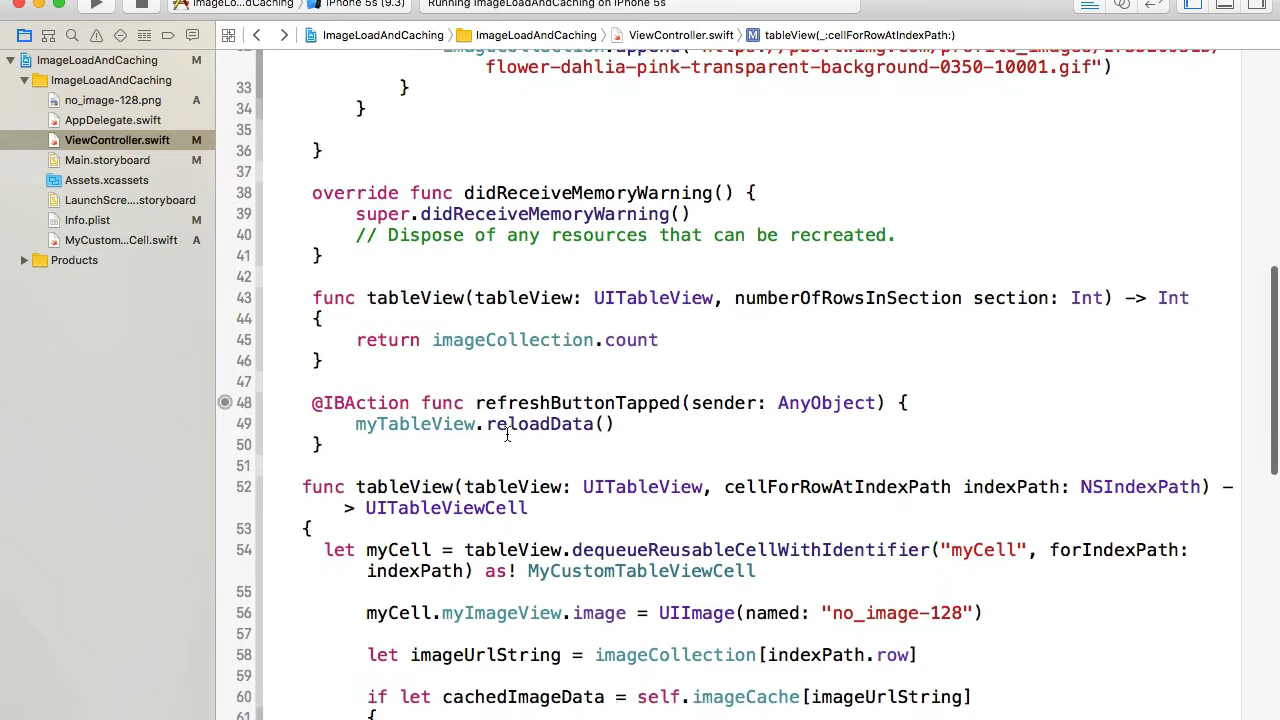 ImageLo...dCaching
iPhone 5s (9.3)
Running ImageLoadAndCaching on iPhone 5s
ImageLoadAndCaching
ImageLoadAndCaching
ViewController.swift
tableView(_:cellForRowAtIndexPath:)
ImageLoadAndCaching M
ImageLoadAndCaching
no_image-128.png A
AppDelegate.swift
ViewController.swift M
Main.storyboard M
Assets.xcassets
LaunchScre....storyboard
Info.plist M
MyCustom...Cell.swift A
Products
flower-dahlia-pink-transparent-background-0350-10001.gif")
33 }
34 }
35
36 }
37
38 override func didReceiveMemoryWarning() {
39 super.didReceiveMemoryWarning()
40 // Dispose of any resources that can be recreated.
41 }
42
43 func tableView(tableView: UITableView, numberOfRowsInSection section: Int) -> Int
44 {
45 return imageCollection.count
46 }
47
48 @IBAction func refreshButtonTapped(sender: AnyObject) {
49 myTableView.reloadData()
50 }
51
52 func tableView(tableView: UITableView, cellForRowAtIndexPath indexPath: NSIndexPath) -
> UITableViewCell
53 {
54 let myCell = tableView.dequeueReusableCellWithIdentifier("myCell", forIndexPath:
indexPath) as! MyCustomTableViewCell
55
56 myCell.myImageView.image = UIImage(named: "no_image-128")
57
58 let imageUrlString = imageCollection[indexPath.row]
59
60 if let cachedImageData = self.imageCache[imageUrlString]
61 {